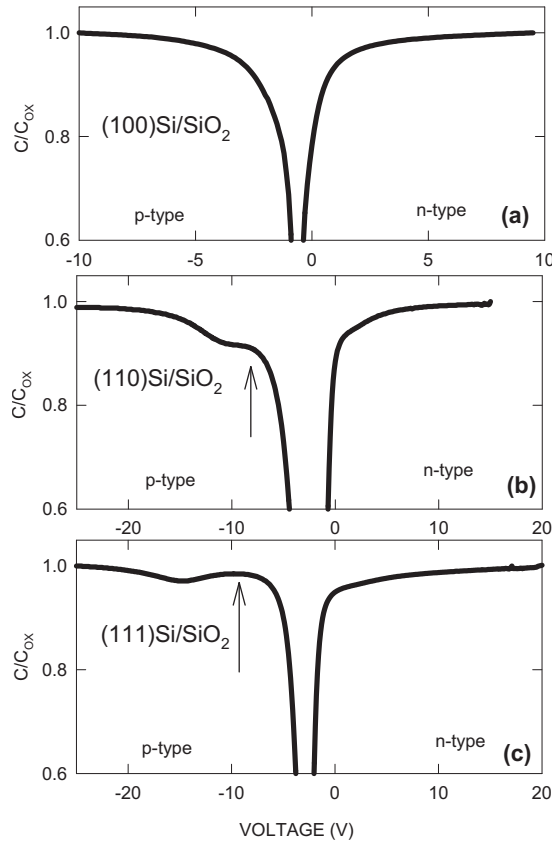 C/C_OX
1.0
0.8
0.6
(100)Si/SiO₂
p-type
n-type
(a)
-10
-5
0
5
10
C/C_OX
1.0
0.8
0.6
(110)Si/SiO₂
p-type
n-type
(b)
-20
-10
0
10
20
C/C_OX
1.0
0.8
0.6
(111)Si/SiO₂
p-type
n-type
(c)
-20
-10
0
10
20
VOLTAGE (V)